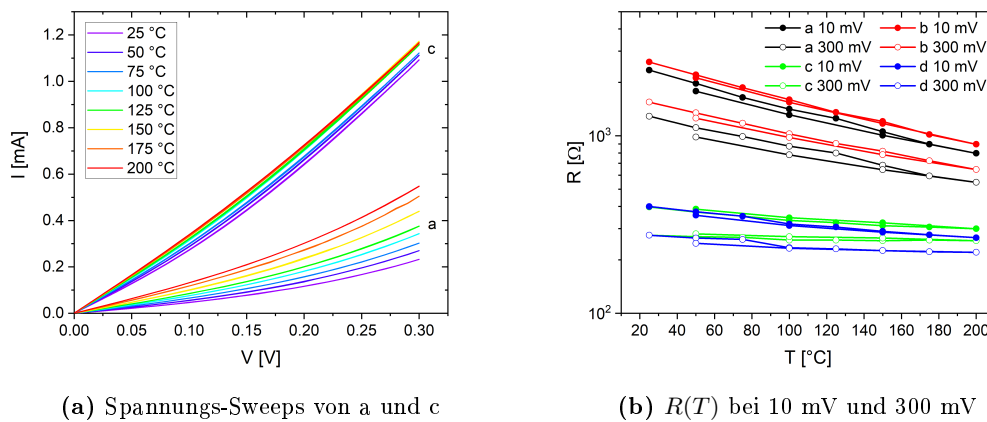 1.2
1.0
0.8
0.6
0.4
0.2
0.0
I [mA]
25 °C
50 °C
75 °C
100 °C
125 °C
150 °C
175 °C
200 °C
c
a
0.00 0.05 0.10 0.15 0.20 0.25 0.30
V [V]
(a) Spannungs-Sweeps von a und c
10³
10²
R [Ω]
a 10 mV b 10 mV
a 300 mV b 300 mV
c 10 mV d 10 mV
c 300 mV d 300 mV
20 40 60 80 100 120 140 160 180 200
T [°C]
(b) R(T) bei 10 mV und 300 mV